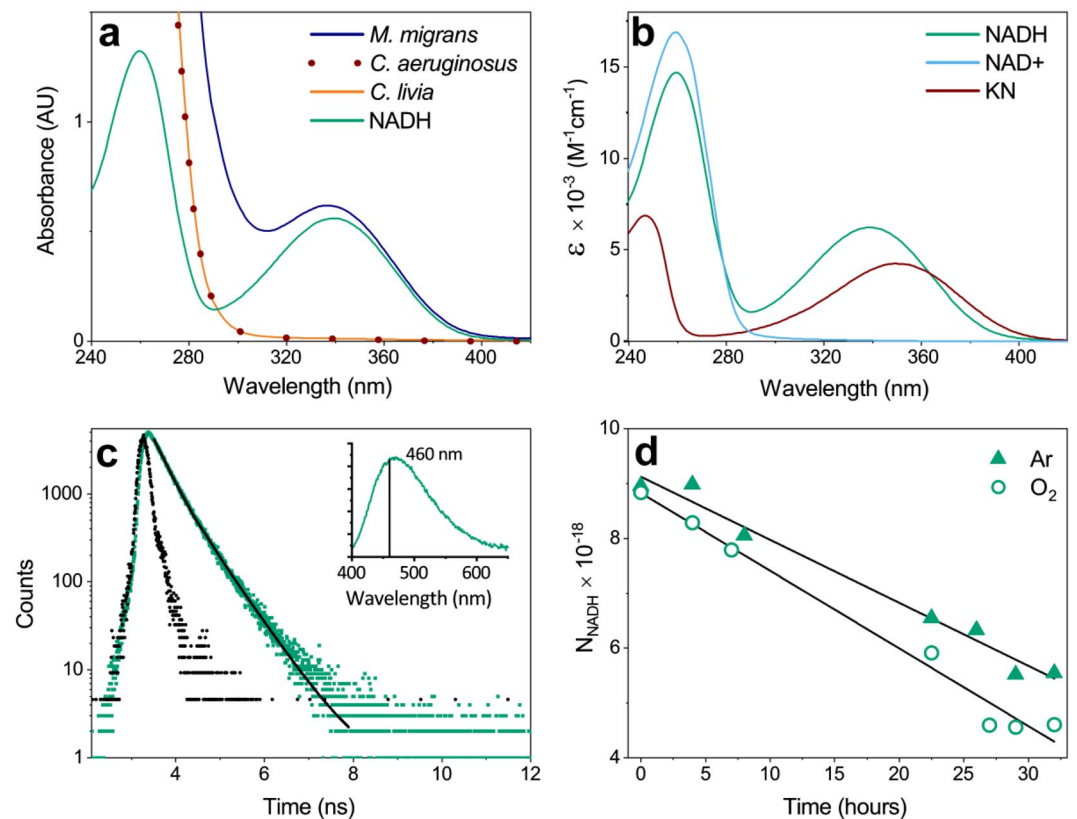 a
M. migrans
C. aeruginosus
C. livia
NADH
Absorbance (AU)
1
0
240 280 320 360 400
Wavelength (nm)
b
NADH
NAD+
KN
ε × 10⁻³ (M⁻¹cm⁻¹)
15
10
5
0
240 280 320 360 400
Wavelength (nm)
c
460 nm
400 500 600
Wavelength (nm)
Counts
1000
100
10
1
4 6 8 10 12
Time (ns)
d
Ar
O₂
N_NADH × 10⁻¹⁸
10
8
6
4
0 5 10 15 20 25 30
Time (hours)